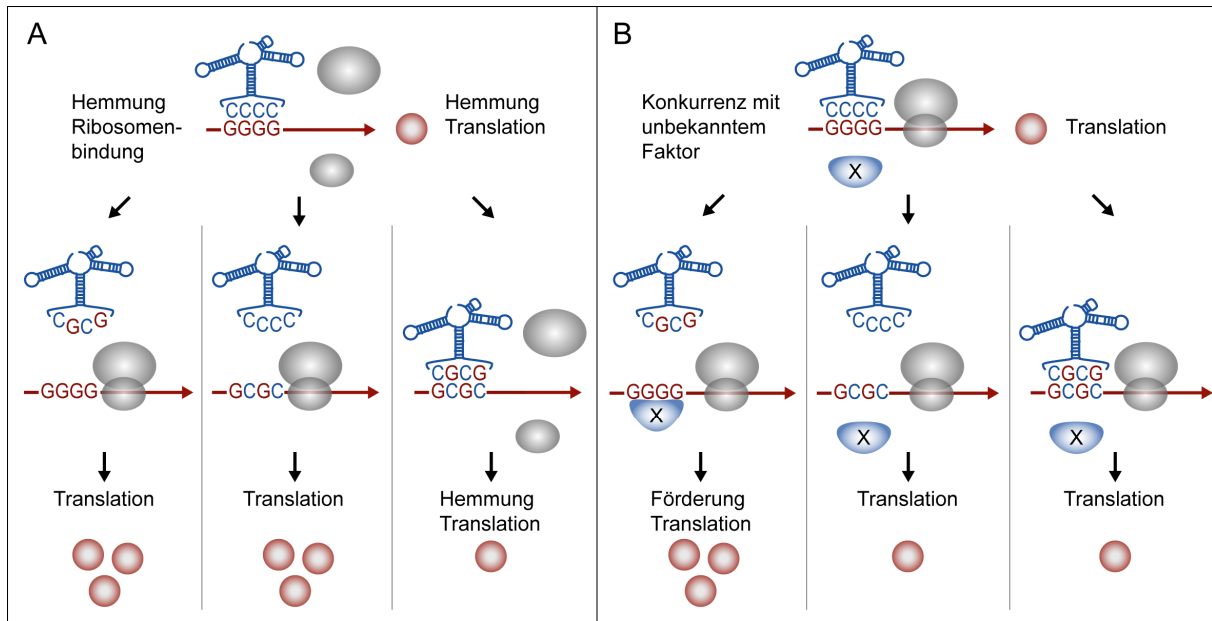 A
Hemmung
Ribosomen-
bindung
CCCC
GGGG
Hemmung
Translation
CGCG
GGGG
Translation
CCCC
GCGC
Translation
CGCG
GCGC
Hemmung
Translation
B
Konkurrenz mit
unbekanntem
Faktor
CCCC
GGGG
X
Translation
CGCG
GGGG
X
Förderung
Translation
CCCC
GCGC
X
Translation
CGCG
GCGC
X
Translation